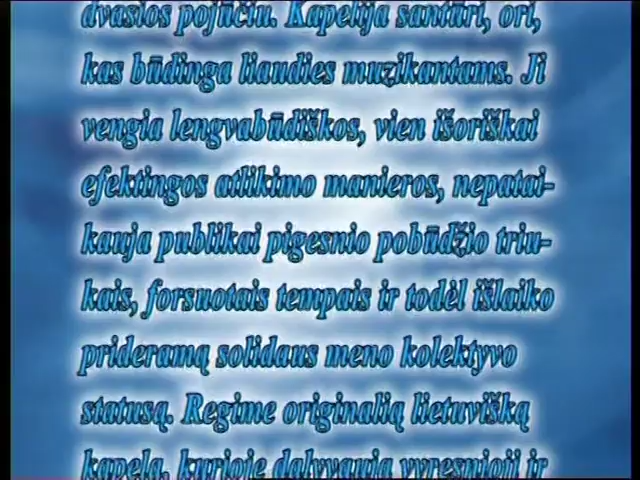 dvasios pojūčiu. Kapelija santūri, ori,
kas būdinga liaudies muzikantams. Ji
vengia lengvabūdiškos, vien išoriškai
efektingos atlikimo manieros, nepatai-
kauja publikai pigesnio pobūdžio triu-
kais, forsuotais tempais ir todėl išlaiko
prideramą solidaus meno kolektyvo
statusą. Regime originalią lietuvišką
kapelą, kurioje dalyvauja vyresnioji ir